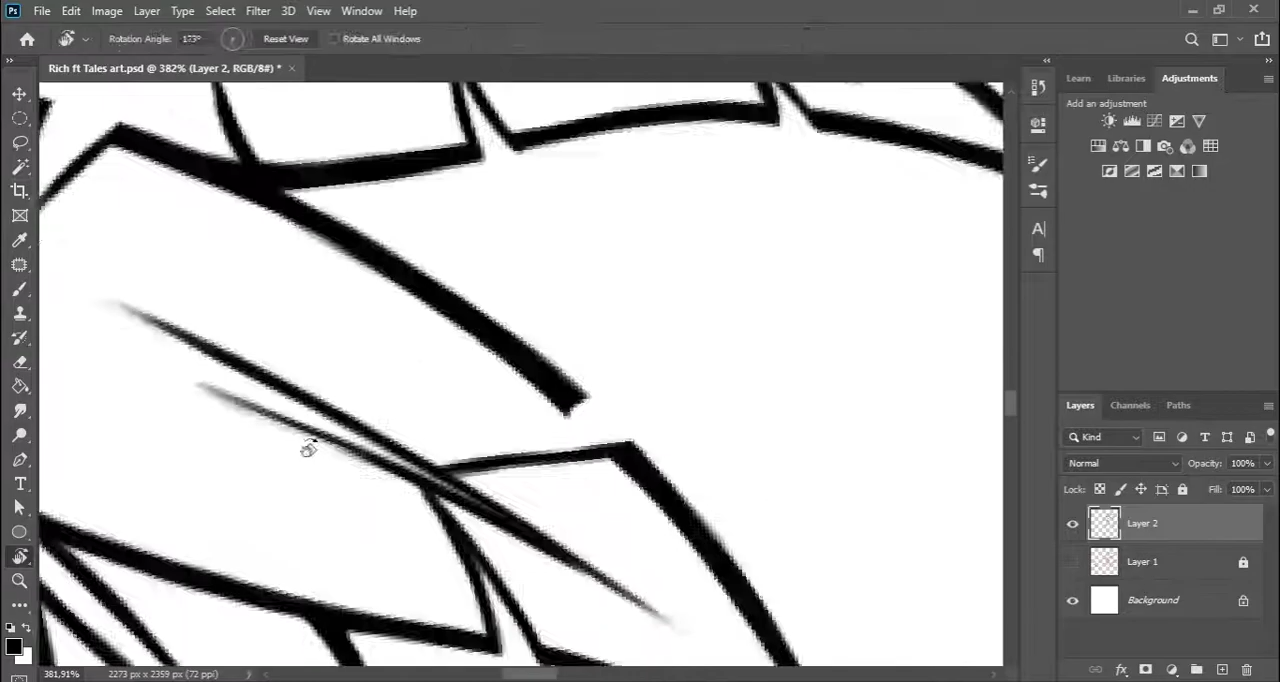 Ps File Edit Image Layer Type Select Filter 3D View Window Help
Rotation Angle: 173° Reset View Rotate All Windows
Rich ft Tales art.psd @ 382% (Layer 2, RGB/8#) * ×
Learn Libraries Adjustments
Add an adjustment
Layers Channels Paths
Kind
Normal Opacity: 100%
Lock: Fill: 100%
Layer 2
Layer 1
Background
381,91% 2273 px x 2359 px (72 ppi)